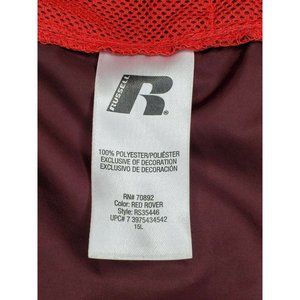 RUSSELL
R
100% POLYESTER/POLIÉSTER
EXCLUSIVE OF DECORATION
EXCLUSIVO DE DECORACIÓN
RN# 70892
Color: RED ROVER
Style: RS35446
UPC# 7 3975434542
15L